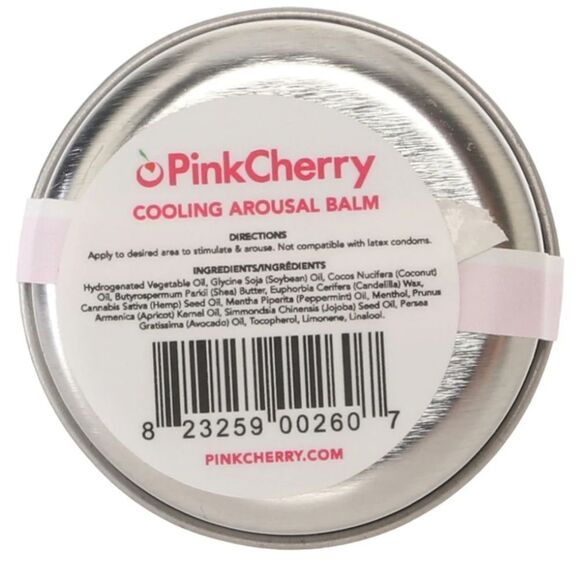 PinkCherry
COOLING AROUSAL BALM
DIRECTIONS
Apply to desired area to stimulate & arouse. Not compatible with latex condoms.
INGREDIENTS/INGRÉDIENTS
Hydrogenated Vegetable Oil, Glycine Soja (Soybean) Oil, Cocos Nucifera (Coconut)
Oil, Butyrospermum Parkii (Shea) Butter, Euphorbia Cerifera (Candelilla) Wax,
Cannabis Sativa (Hemp) Seed Oil, Mentha Piperita (Peppermint) Oil, Menthol, Prunus
Armenica (Apricot) Kernel Oil, Simmondsia Chinensis (Jojoba) Seed Oil, Persea
Gratissima (Avocado) Oil, Tocopherol, Limonene, Linalool.
8 23259 00260 7
PINKCHERRY.COM